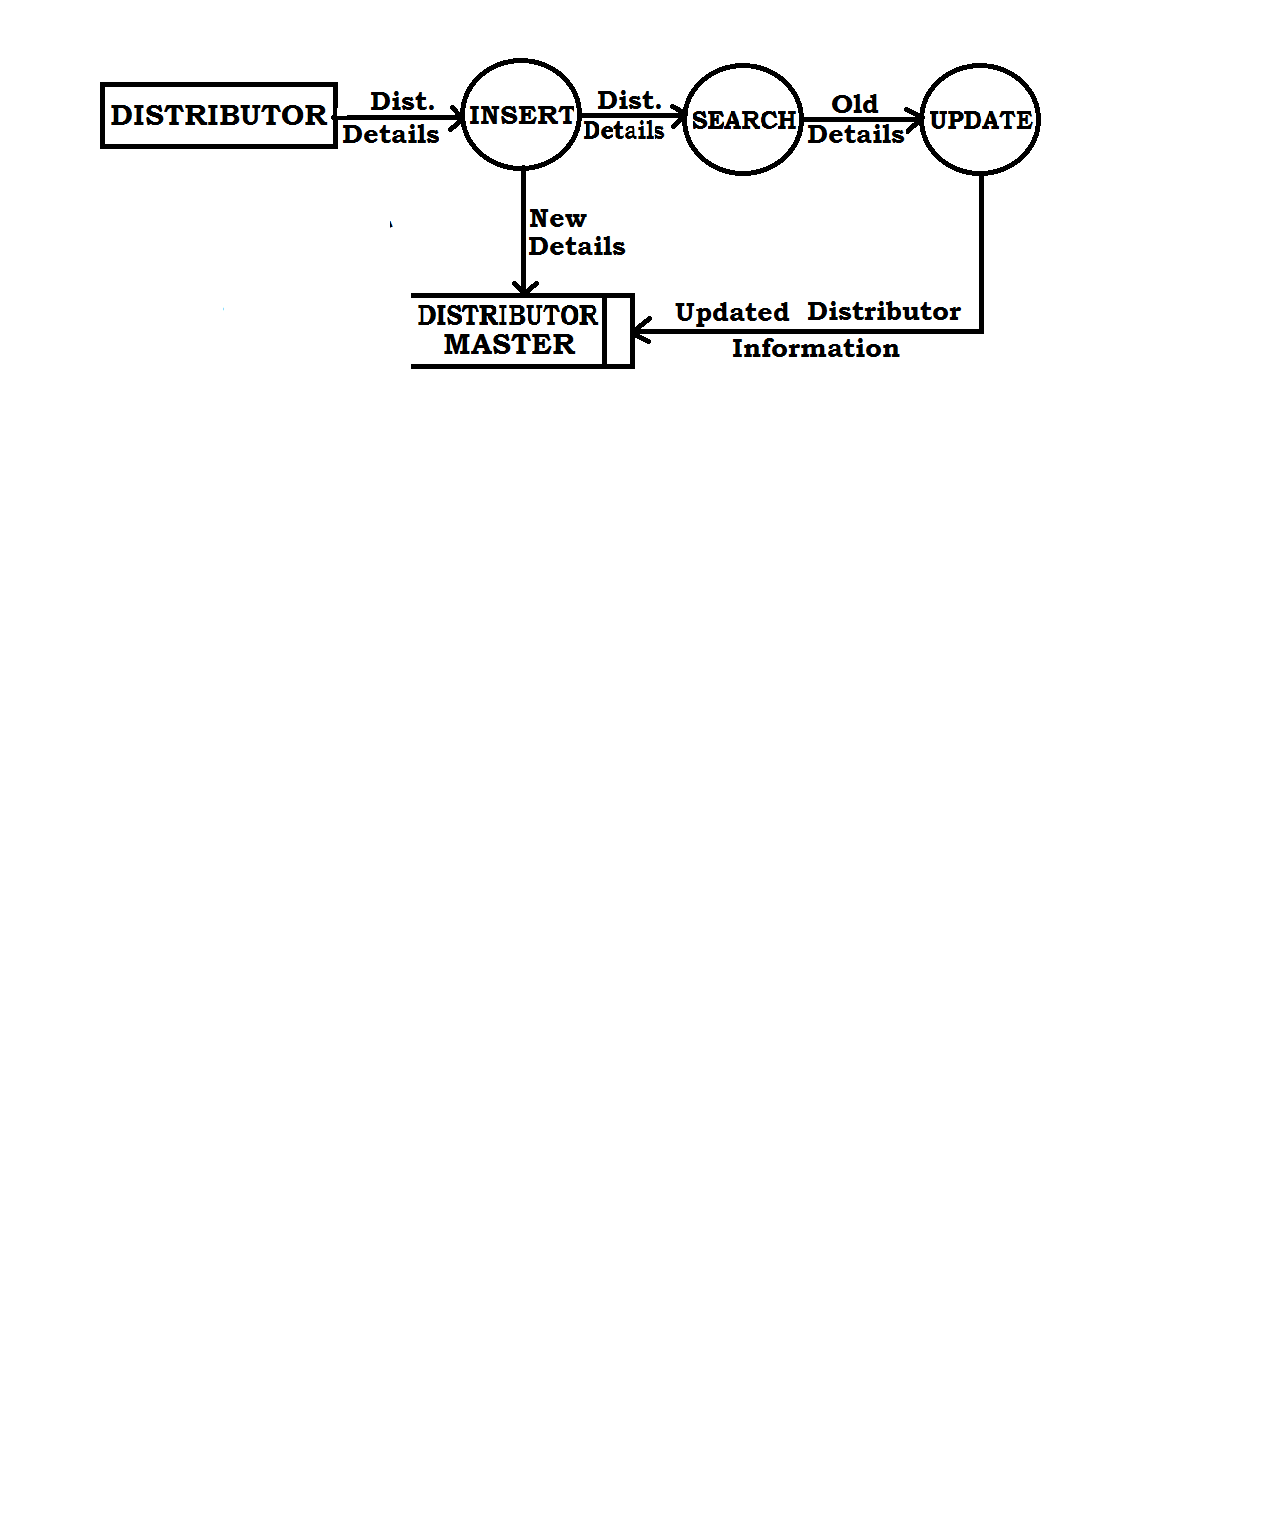 DISTRIBUTOR
Dist.
Details
INSERT
Dist.
Details
SEARCH
Old
Details
UPDATE
New
Details
DISTRIBUTOR
MASTER
Updated Distributor
Information